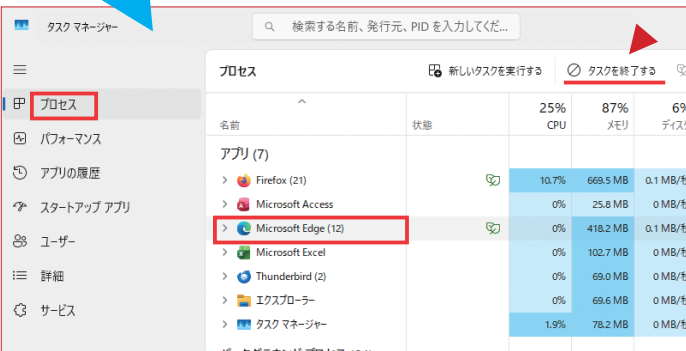 タスク マネージャー
検索する名前、発行元、PID を入力してくだ...
プロセス
新しいタスクを実行する
タスクを終了する
プロセス
パフォーマンス
アプリの履歴
スタートアップ アプリ
ユーザー
詳細
サービス
25% 87% 6%
名前 状態 CPU メモリ ディスク
アプリ (7)
Firefox (21) 10.7% 669.5 MB 0.1 MB/秒
Microsoft Access 0% 25.8 MB 0 MB/秒
Microsoft Edge (12) 0% 418.2 MB 0.1 MB/秒
Microsoft Excel 0% 102.7 MB 0 MB/秒
Thunderbird (2) 0% 69.0 MB 0 MB/秒
エクスプローラー 0% 69.6 MB 0 MB/秒
タスク マネージャー 1.9% 78.2 MB 0 MB/秒